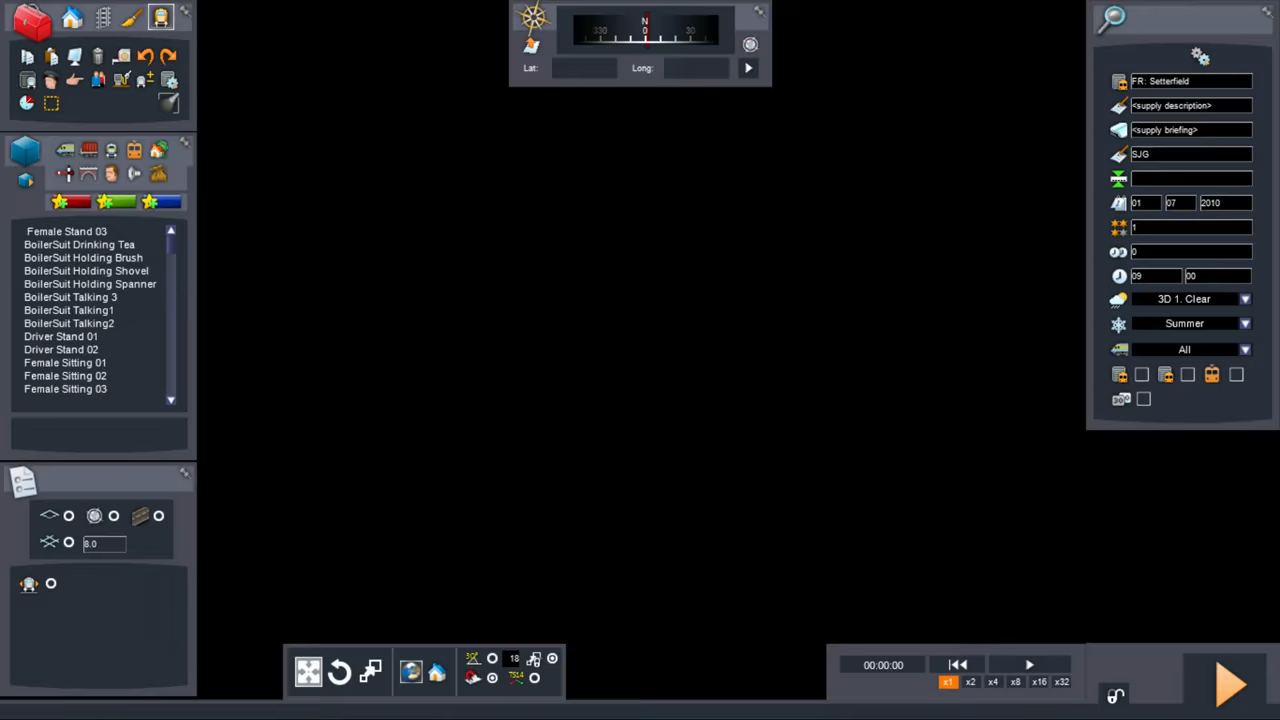 N
330 0 30
Lat: Long:
Female Stand 03
BoilerSuit Drinking Tea
BoilerSuit Holding Brush
BoilerSuit Holding Shovel
BoilerSuit Holding Spanner
BoilerSuit Talking 3
BoilerSuit Talking1
BoilerSuit Talking2
Driver Stand 01
Driver Stand 02
Female Sitting 01
Female Sitting 02
Female Sitting 03
8.0
FR: Setterfield
<supply description>
<supply briefing>
SJG
01 07 2010
1
0
09 00
3D 1. Clear
Summer
All
18
TS1.4
00:00:00
x1 x2 x4 x8 x16 x32